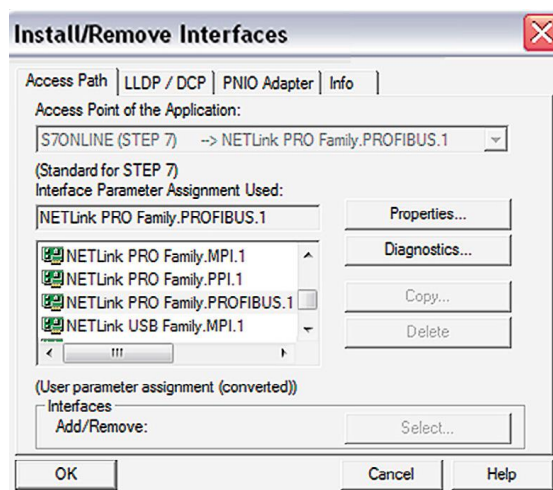 Install/Remove Interfaces
Access Path LLDP / DCP PNIO Adapter Info
Access Point of the Application:
S7ONLINE (STEP 7) --> NETLink PRO Family.PROFIBUS.1
(Standard for STEP 7)
Interface Parameter Assignment Used:
NETLink PRO Family.PROFIBUS.1
Properties...
NETLink PRO Family.MPI.1
Diagnostics...
NETLink PRO Family.PPI.1
NETLink PRO Family.PROFIBUS.1
Copy...
NETLink USB Family.MPI.1
Delete
(User parameter assignment (converted))
Interfaces
Add/Remove:
Select...
OK Cancel Help